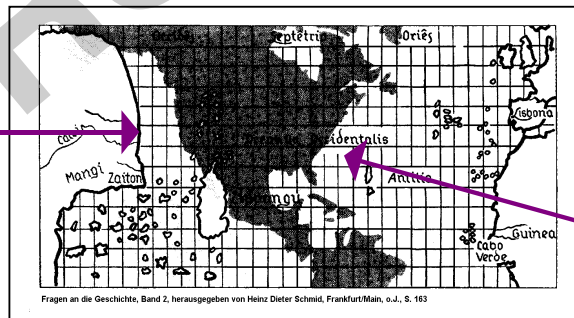 Septētrio
Oriēs
Lisbona
Mangi
Zaiton
Antilia
Guinea
Cabo
Verde
Fragen an die Geschichte, Band 2, herausgegeben von Heinz Dieter Schmid, Frankfurt/Main, o.J., S. 163